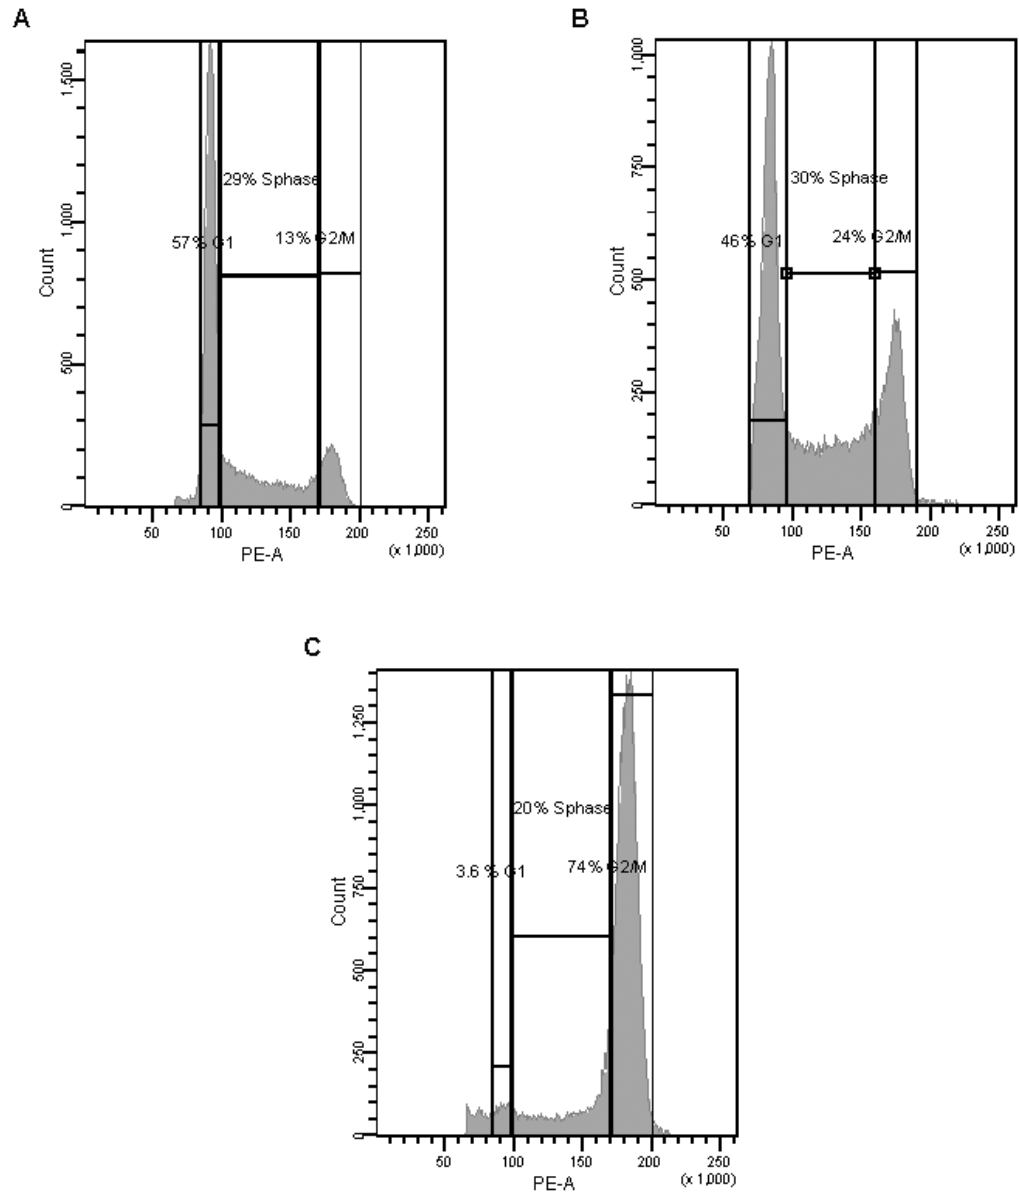 A
1,500
1,000
500
0
Count
29% Sphase
57% G1
13% G2/M
50 100 150 200 250
PE-A
(x 1,000)
B
1,000
750
500
250
0
Count
30% Sphase
46% G1
24% G2/M
50 100 150 200 250
PE-A
(x 1,000)
C
1,250
1,000
750
500
250
0
Count
20% Sphase
3.6 % G1
74% G2/M
50 100 150 200 250
PE-A
(x 1,000)